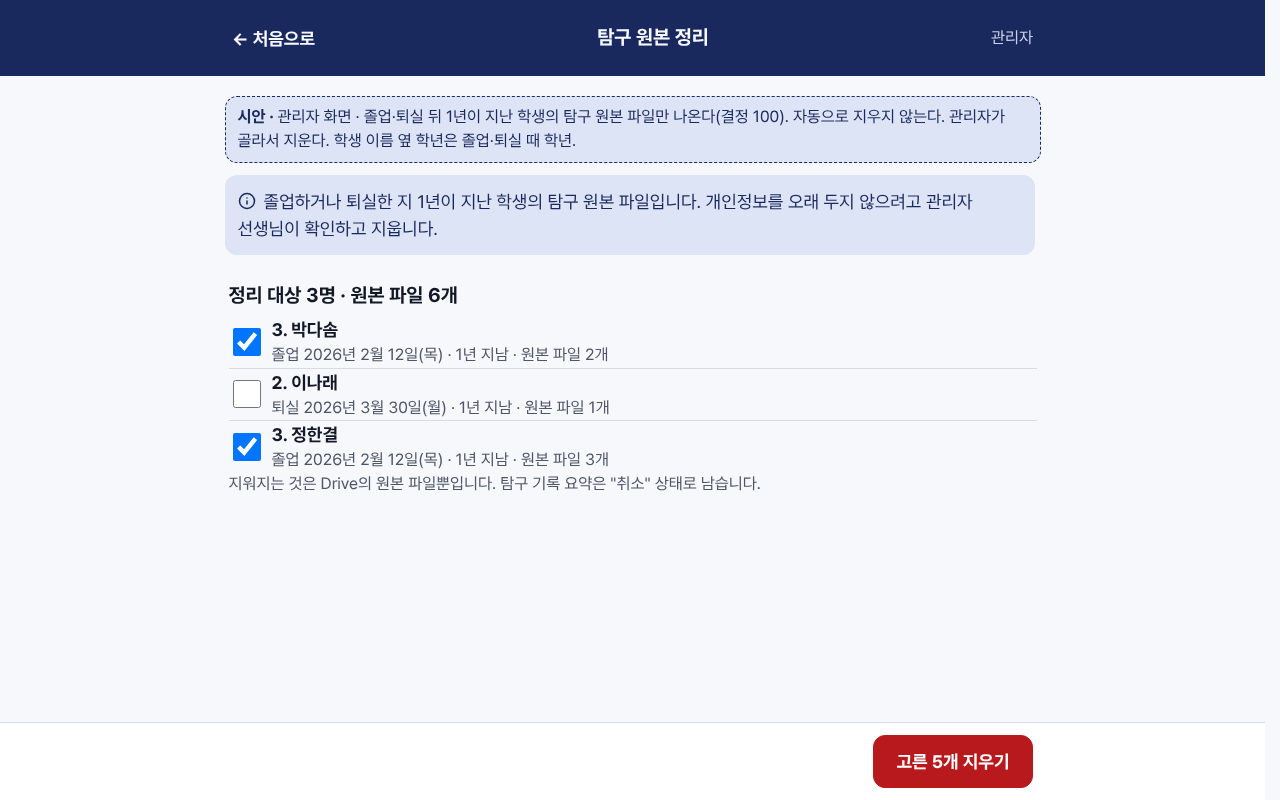 ← 처음으로
탐구 원본 정리
관리자
시안 · 관리자 화면 · 졸업·퇴실 뒤 1년이 지난 학생의 탐구 원본 파일만 나온다(결정 100). 자동으로 지우지 않는다. 관리자가
골라서 지운다. 학생 이름 옆 학년은 졸업·퇴실 때 학년.
졸업하거나 퇴실한 지 1년이 지난 학생의 탐구 원본 파일입니다. 개인정보를 오래 두지 않으려고 관리자
선생님이 확인하고 지웁니다.
정리 대상 3명 · 원본 파일 6개
3. 박다솜
졸업 2026년 2월 12일(목) · 1년 지남 · 원본 파일 2개
2. 이나래
퇴실 2026년 3월 30일(월) · 1년 지남 · 원본 파일 1개
3. 정한결
졸업 2026년 2월 12일(목) · 1년 지남 · 원본 파일 3개
지워지는 것은 Drive의 원본 파일뿐입니다. 탐구 기록 요약은 "취소" 상태로 남습니다.
고른 5개 지우기